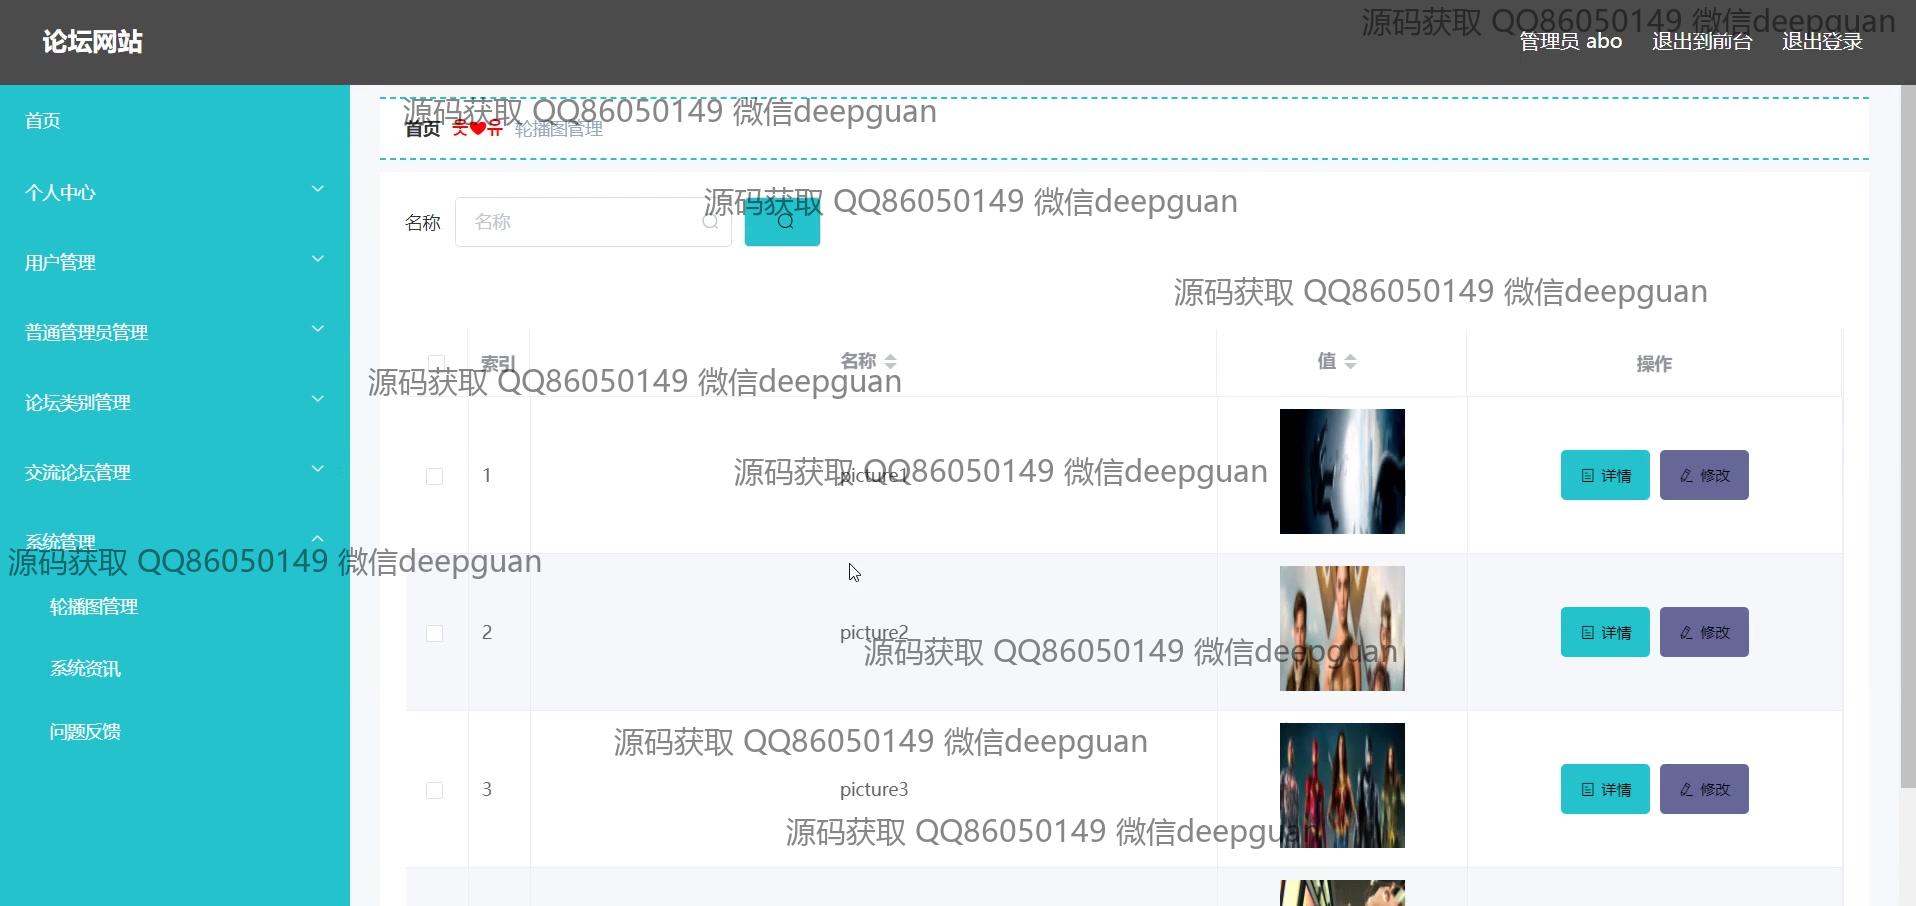 源码获取 QQ86050149 微信deepguan
论坛网站
管理员 abo 退出到前台 退出登录
首页
源码获取 QQ86050149 微信deepguan
首页 웃❤유 轮播图管理
个人中心
源码获取 QQ86050149 微信deepguan
名称 名称
用户管理
源码获取 QQ86050149 微信deepguan
普通管理员管理
索引 名称 值 操作
源码获取 QQ86050149 微信deepguan
论坛类别管理
交流论坛管理
源码获取 QQ86050149 微信deepguan
1 picture1 详情 修改
系统管理
源码获取 QQ86050149 微信deepguan
轮播图管理
2 picture2 详情 修改
源码获取 QQ86050149 微信deepguan
系统资讯
问题反馈
源码获取 QQ86050149 微信deepguan
3 picture3 详情 修改
源码获取 QQ86050149 微信deepguan